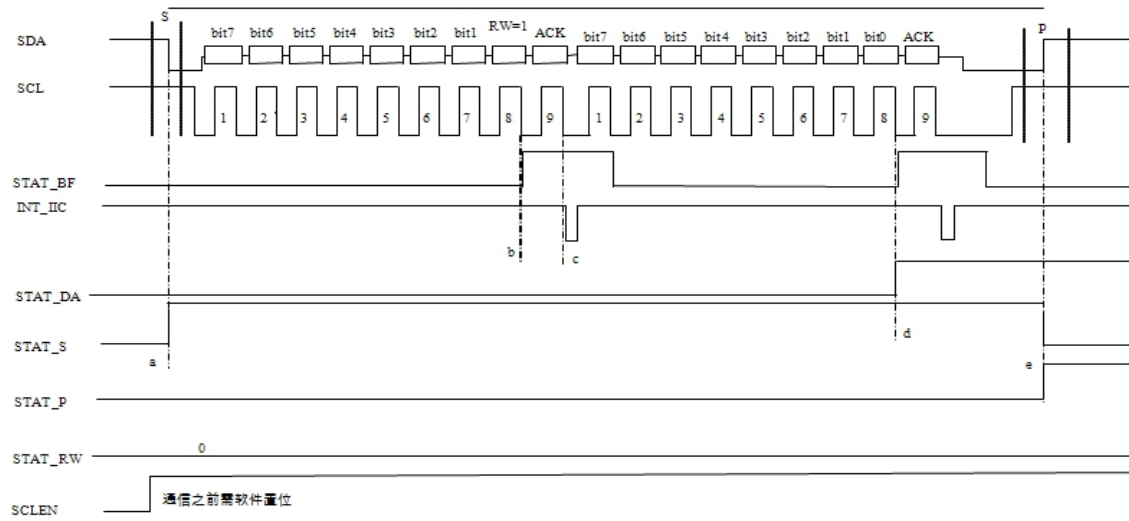 S
bit7 bit6 bit5 bit4 bit3 bit2 bit1 RW=1 ACK bit7 bit6 bit5 bit4 bit3 bit2 bit1 bit0 ACK P
SDA
SCL
1 2 3 4 5 6 7 8 9 1 2 3 4 5 6 7 8 9
STAT_BF
INT_IIC
b c
STAT_DA
d
STAT_S
a e
STAT_P
0
STAT_RW
通信之前需软件置位
SCLEN